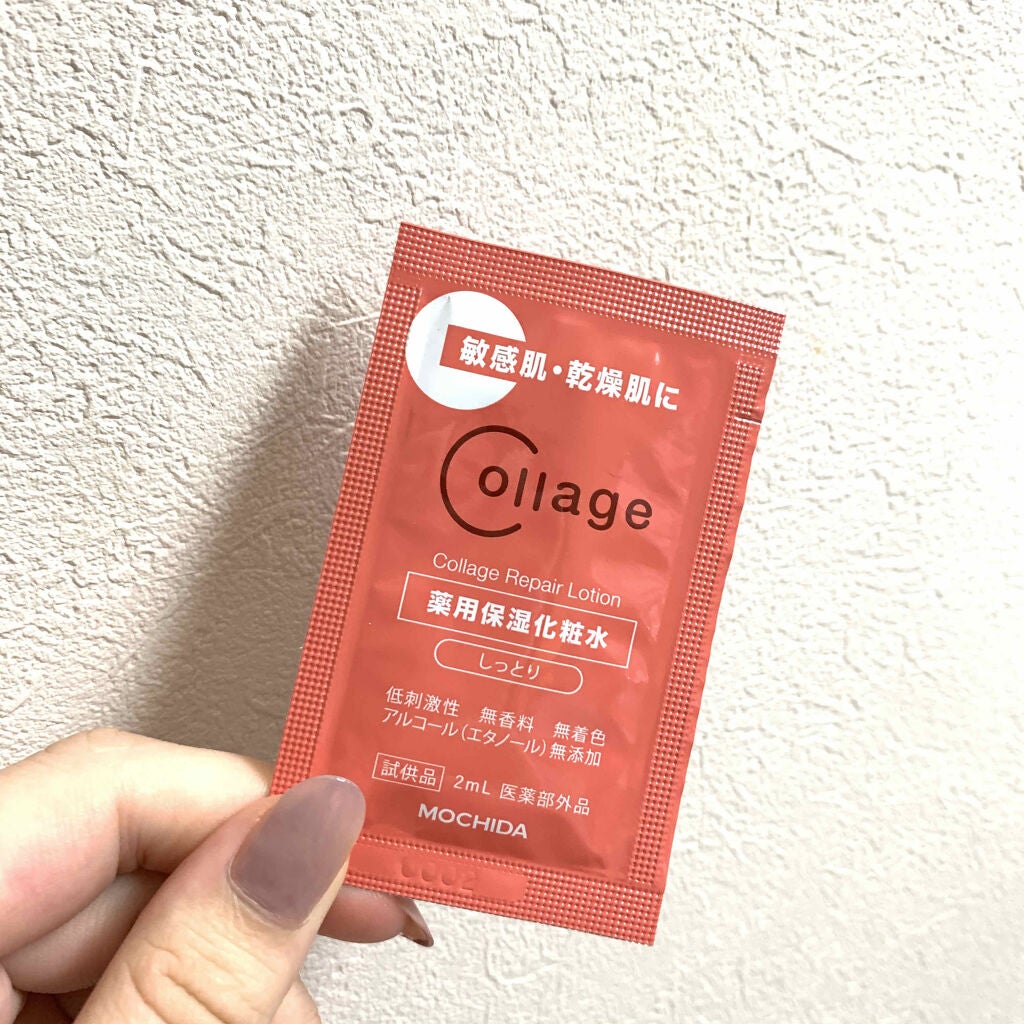 敏感肌・乾燥肌に
Collage
Collage Repair Lotion
薬用保湿化粧水
しっとり
低刺激性 無香料 無着色
アルコール(エタノール)無添加
試供品 2mL 医薬部外品
MOCHIDA